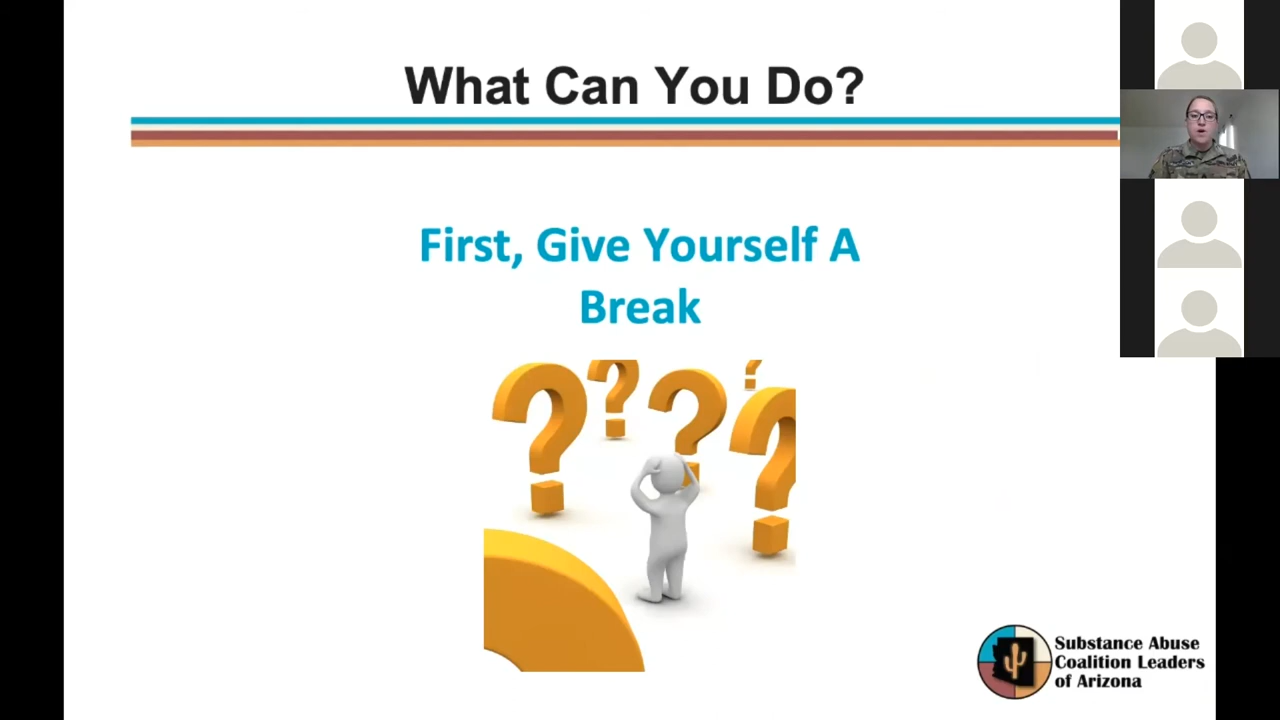 What Can You Do?
First, Give Yourself A
Break
Substance Abuse
Coalition Leaders
of Arizona